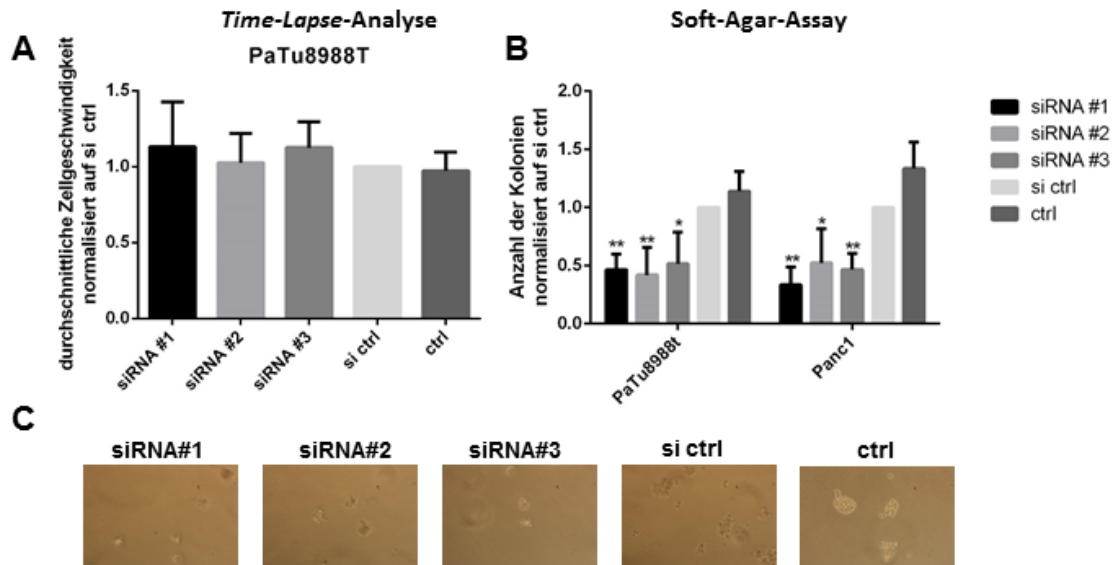 Time-Lapse-Analyse
Soft-Agar-Assay
A
PaTu8988T
durchschnittliche Zellgeschwindigkeit
normalisiert auf si ctrl
1.5
1.0
0.5
0.0
siRNA #1
siRNA #2
siRNA #3
si ctrl
ctrl
B
Anzahl der Kolonien
normalisiert auf si ctrl
2.0
1.5
1.0
0.5
0.0
**
**
*
**
*
**
PaTu8988t
Panc1
siRNA #1
siRNA #2
siRNA #3
si ctrl
ctrl
C
siRNA#1
siRNA#2
siRNA#3
si ctrl
ctrl